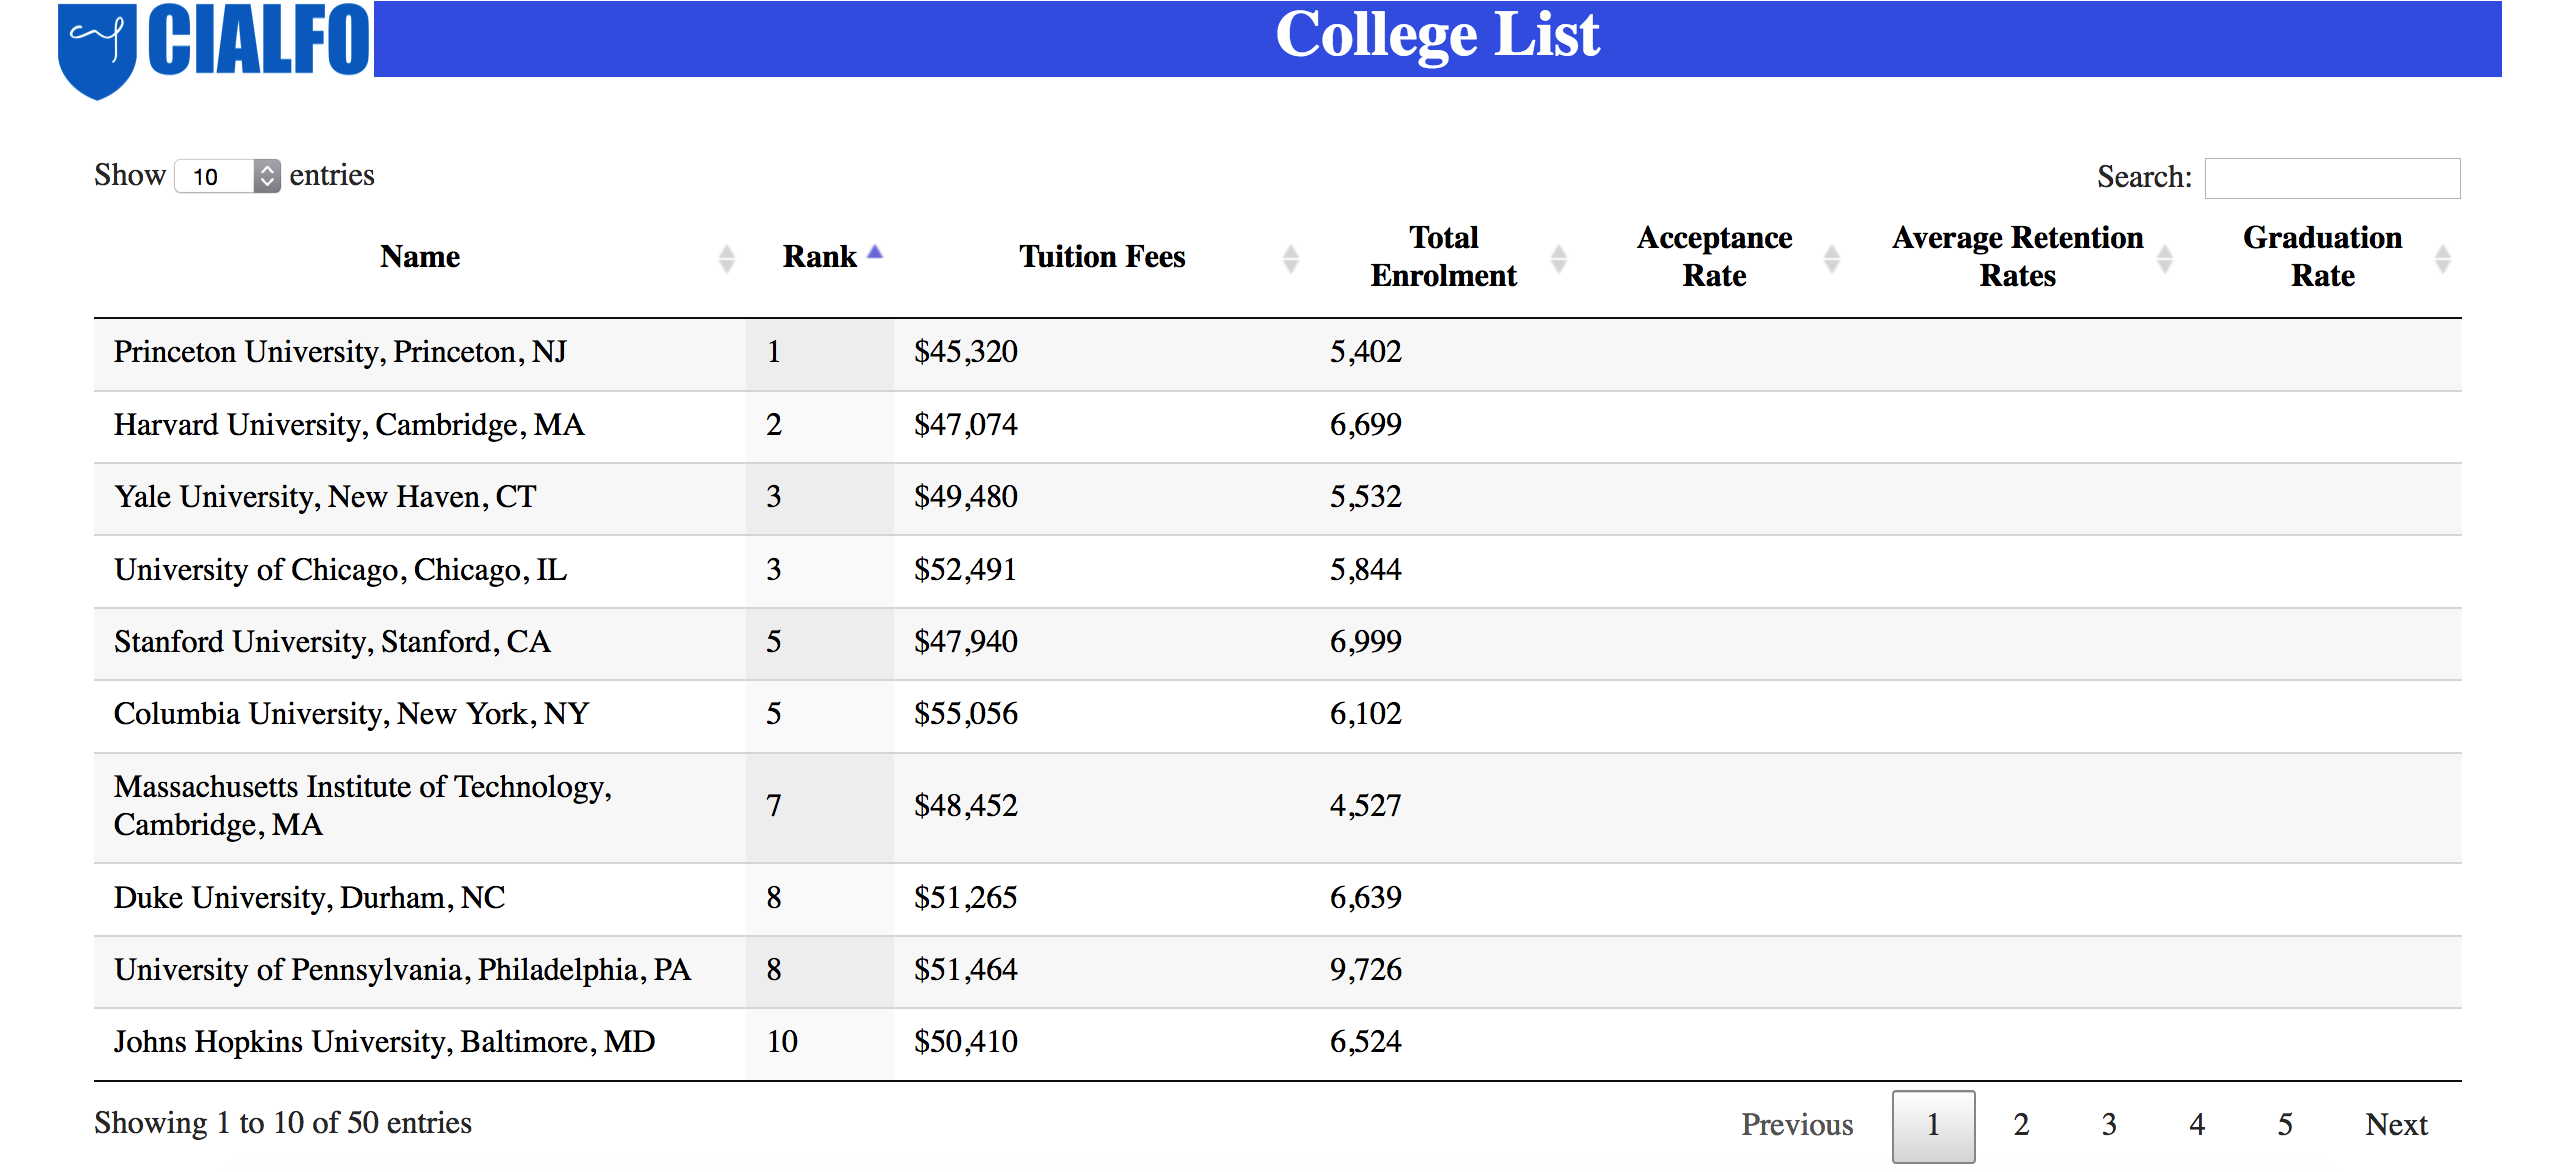 CIALFO College List
Show 10 entries Search:
Name Rank Tuition Fees Total Enrolment Acceptance Rate Average Retention Rates Graduation Rate
Princeton University, Princeton, NJ 1 $45,320 5,402
Harvard University, Cambridge, MA 2 $47,074 6,699
Yale University, New Haven, CT 3 $49,480 5,532
University of Chicago, Chicago, IL 3 $52,491 5,844
Stanford University, Stanford, CA 5 $47,940 6,999
Columbia University, New York, NY 5 $55,056 6,102
Massachusetts Institute of Technology,
Cambridge, MA 7 $48,452 4,527
Duke University, Durham, NC 8 $51,265 6,639
University of Pennsylvania, Philadelphia, PA 8 $51,464 9,726
Johns Hopkins University, Baltimore, MD 10 $50,410 6,524
Showing 1 to 10 of 50 entries Previous 1 2 3 4 5 Next